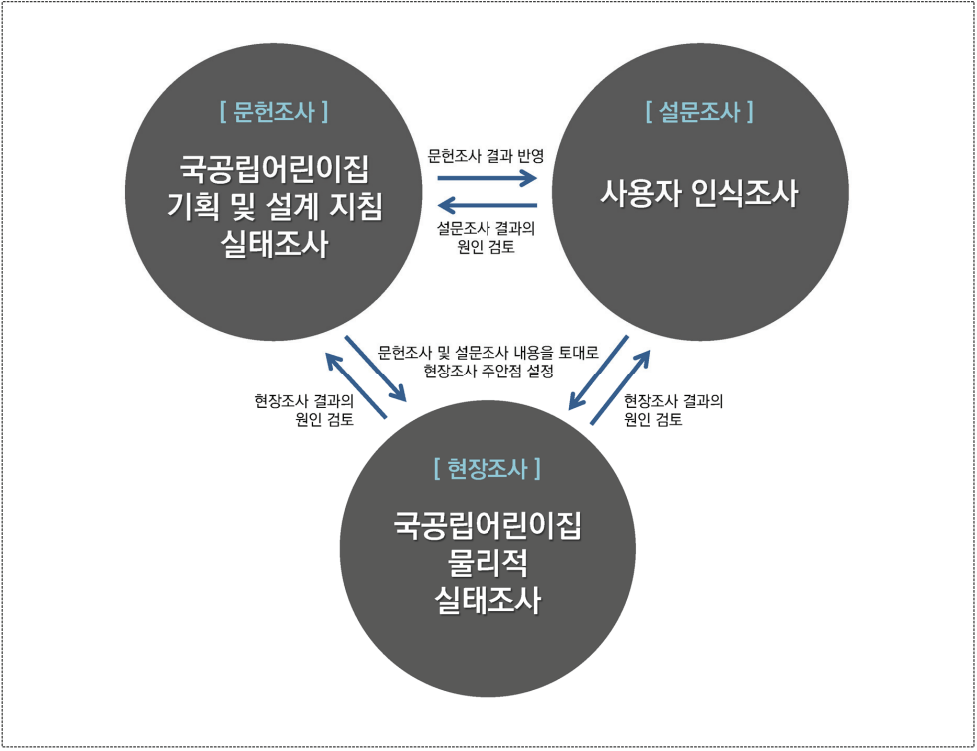 [ 문헌조사 ]
국공립어린이집
기획 및 설계 지침
실태조사
문헌조사 결과 반영
설문조사 결과의
원인 검토
[ 설문조사 ]
사용자 인식조사
문헌조사 및 설문조사 내용을 토대로
현장조사 주안점 설정
현장조사 결과의
원인 검토
현장조사 결과의
원인 검토
[ 현장조사 ]
국공립어린이집
물리적
실태조사